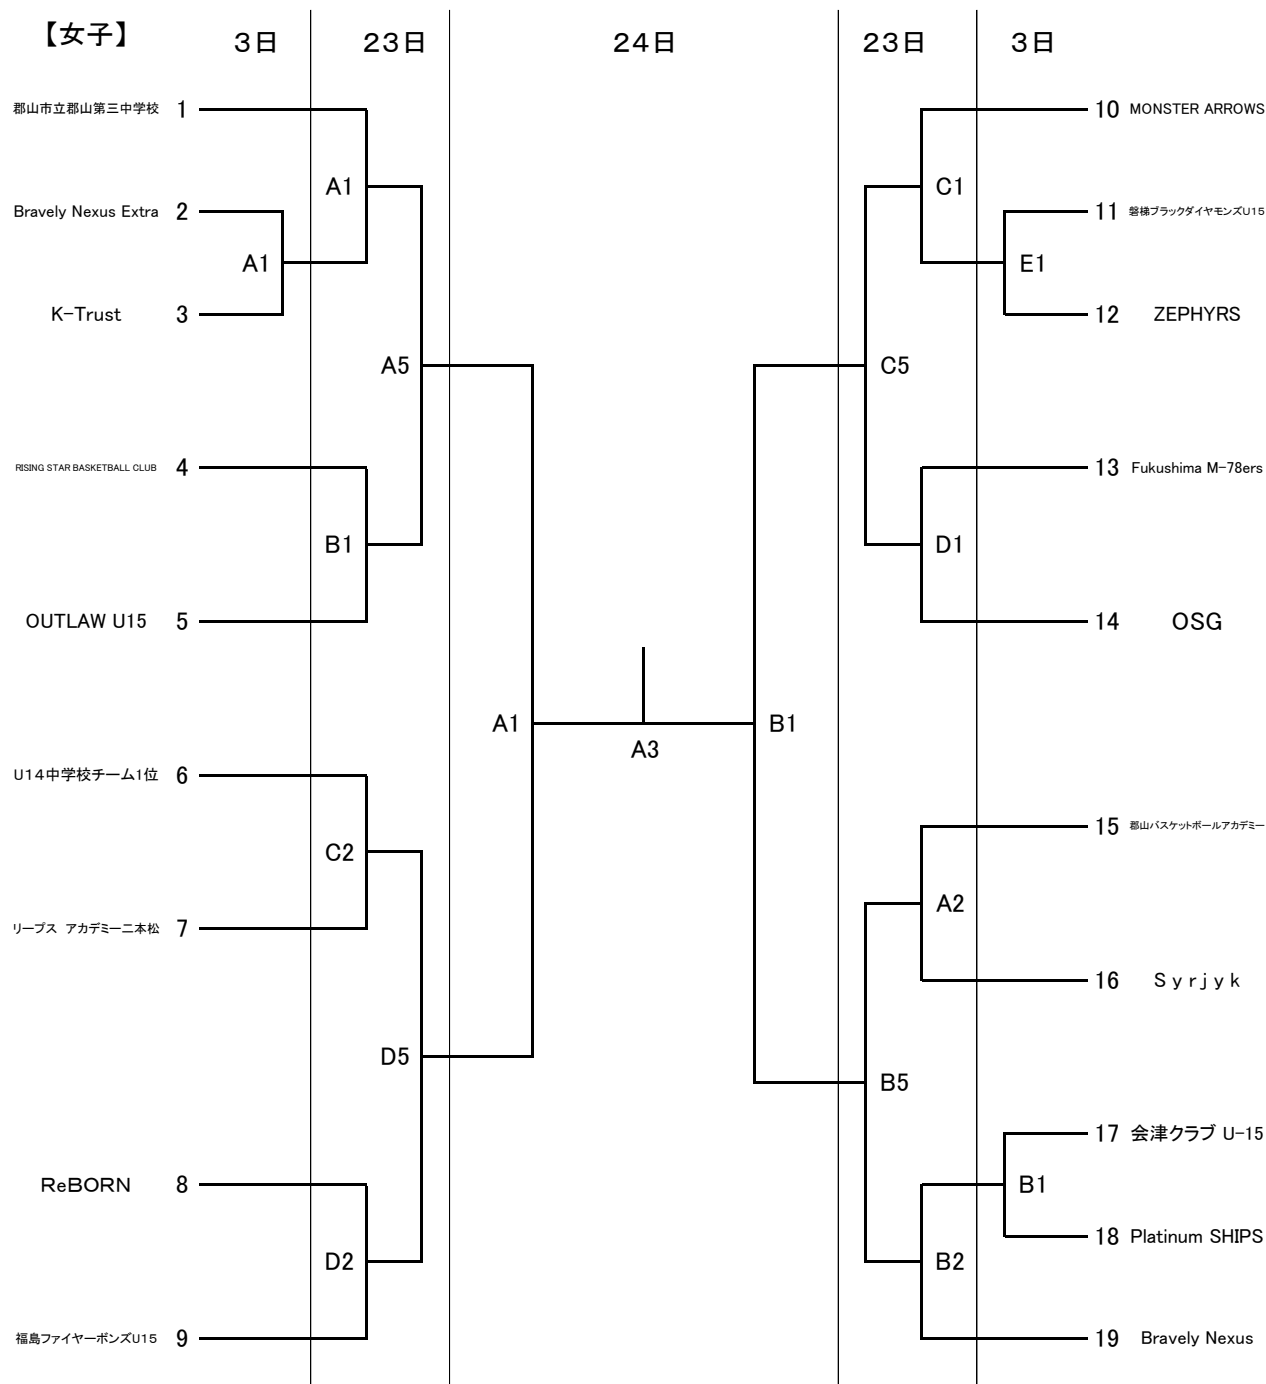 【女子】 3日 23日 24日 23日 3日
郡山市立郡山第三中学校 1
10 MONSTER ARROWS
A1
C1
Bravely Nexus Extra 2
11 磐梯ブラックダイヤモンズU15
A1
E1
K-Trust 3
12 ZEPHYRS
A5
C5
RISING STAR BASKETBALL CLUB 4
13 Fukushima M-78ers
B1
D1
OUTLAW U15 5
14 OSG
A1
B1
A3
U14中学校チーム1位 6
15 郡山バスケットボールアカデミー
C2
A2
リープス アカデミー二本松 7
16 Syrjyk
D5
B5
17 会津クラブ U-15
ReBORN 8
B1
18 Platinum SHIPS
D2
B2
福島ファイヤーボンズU15 9
19 Bravely Nexus